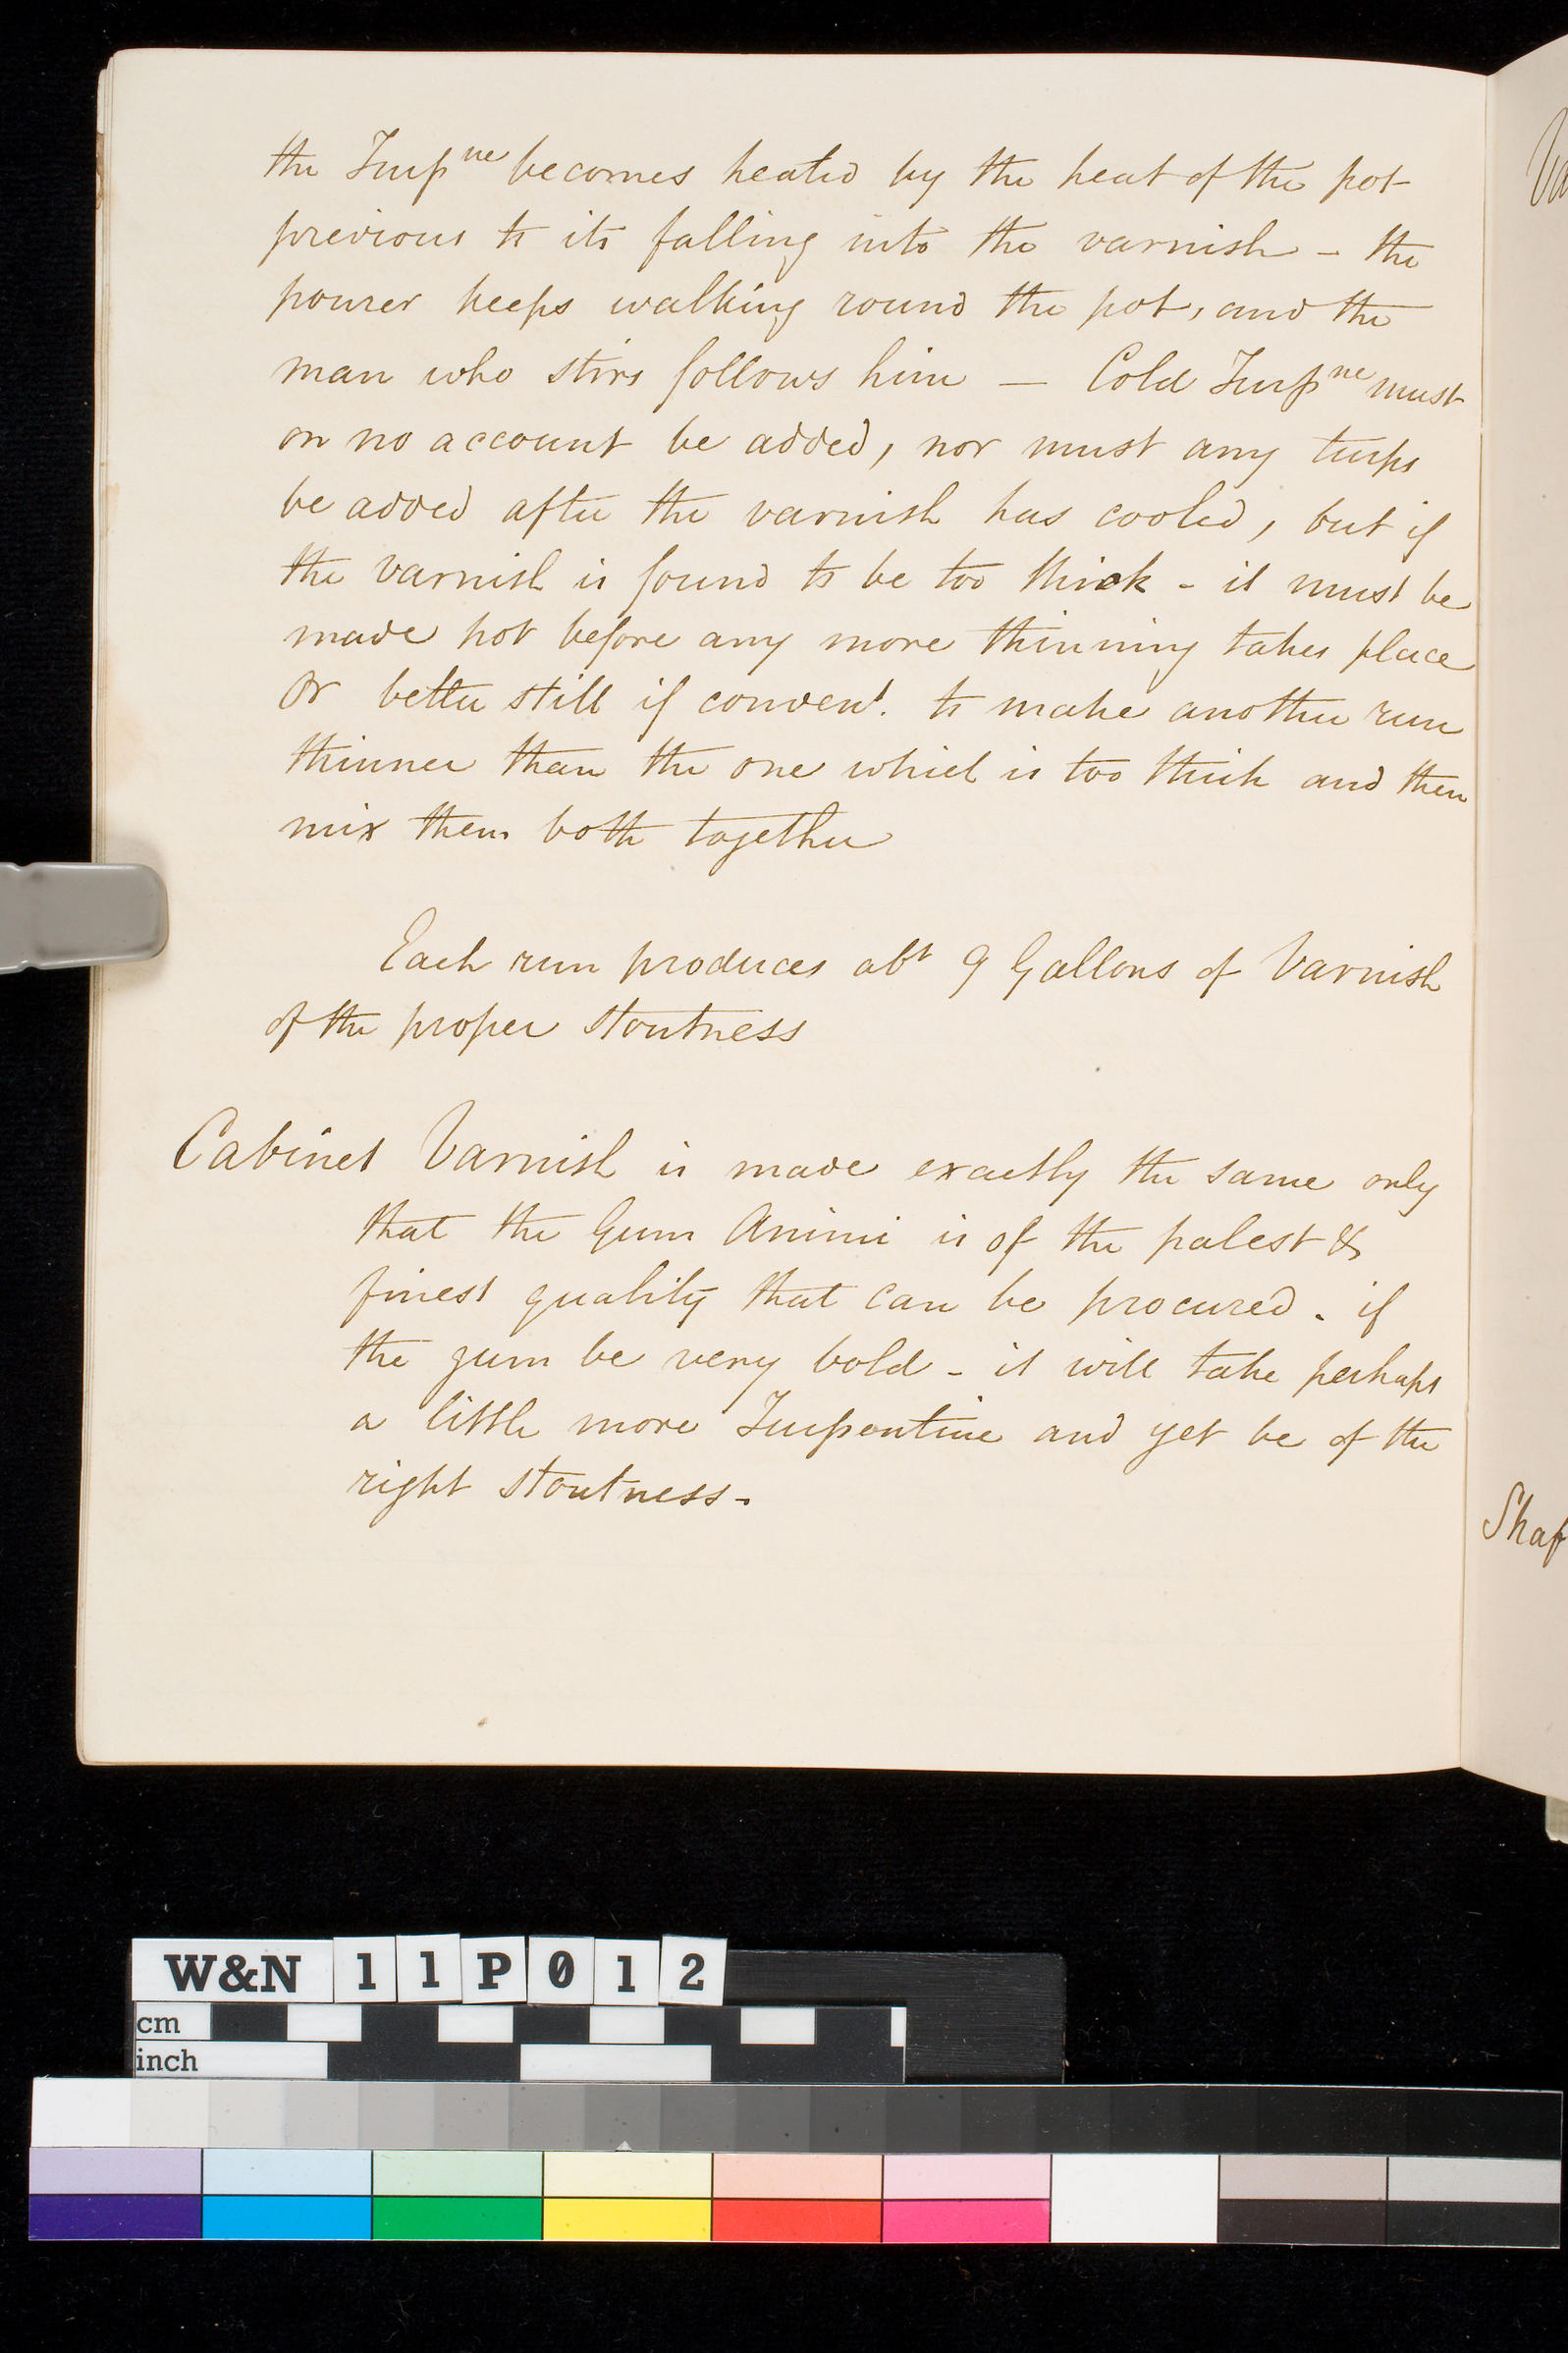 the Turpne becomes heated by the heat of the pot
previous to its falling into the varnish - the
pourer keeps walking round the pot, and the
man who stirs follows him — Cold Turpne must
on no account be added, nor must any turps
be added after the varnish has cooled, but if
the varnish is found to be too thick - it must be
made hot before any more thinning takes place
or better still if convent. to make another run
thinner than the one which is too thick and then
mix them both together
Each run produces abt 9 Gallons of Varnish
of the proper stoutness
Cabinet Varnish is made exactly the same only
that the Gum Animi is of the palest &
finest quality that can be procured. if
the gum be very bold - it will take perhaps
a little more Turpentine and yet be of the
right stoutness.
Va
Shaf
W&N 11P012
cm
inch